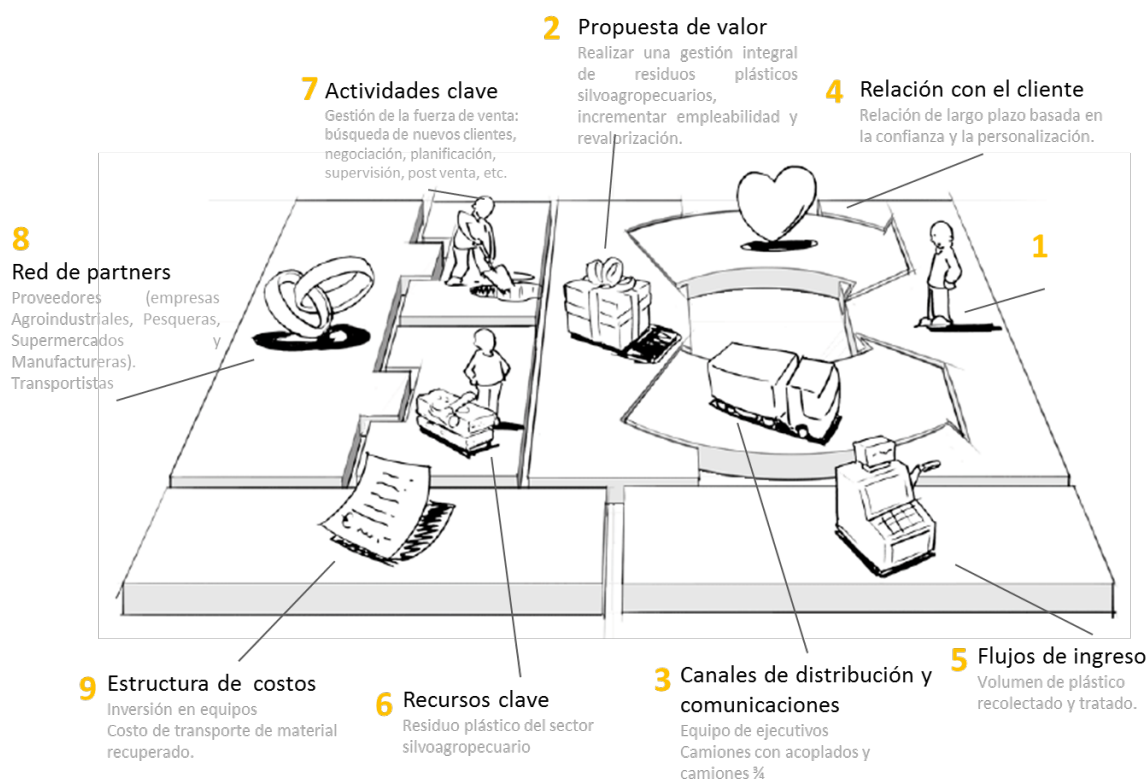 2 Propuesta de valor
Realizar una gestión integral
de residuos plásticos
silvoagropecuarios,
incrementar empleabilidad y
revalorización.
7 Actividades clave
Gestión de la fuerza de venta:
búsqueda de nuevos clientes,
negociación, planificación,
supervisión, post venta, etc.
4 Relación con el cliente
Relación de largo plazo basada en
la confianza y la personalización.
8
Red de partners
Proveedores (empresas
Agroindustriales, Pesqueras,
Supermercados y
Manufactureras).
Transportistas
1
9 Estructura de costos
Inversión en equipos
Costo de transporte de material
recuperado.
6 Recursos clave
Residuo plástico del sector
silvoagropecuario
3 Canales de distribución y
comunicaciones
Equipo de ejecutivos
Camiones con acoplados y
camiones ¾
5 Flujos de ingreso
Volumen de plástico
recolectado y tratado.